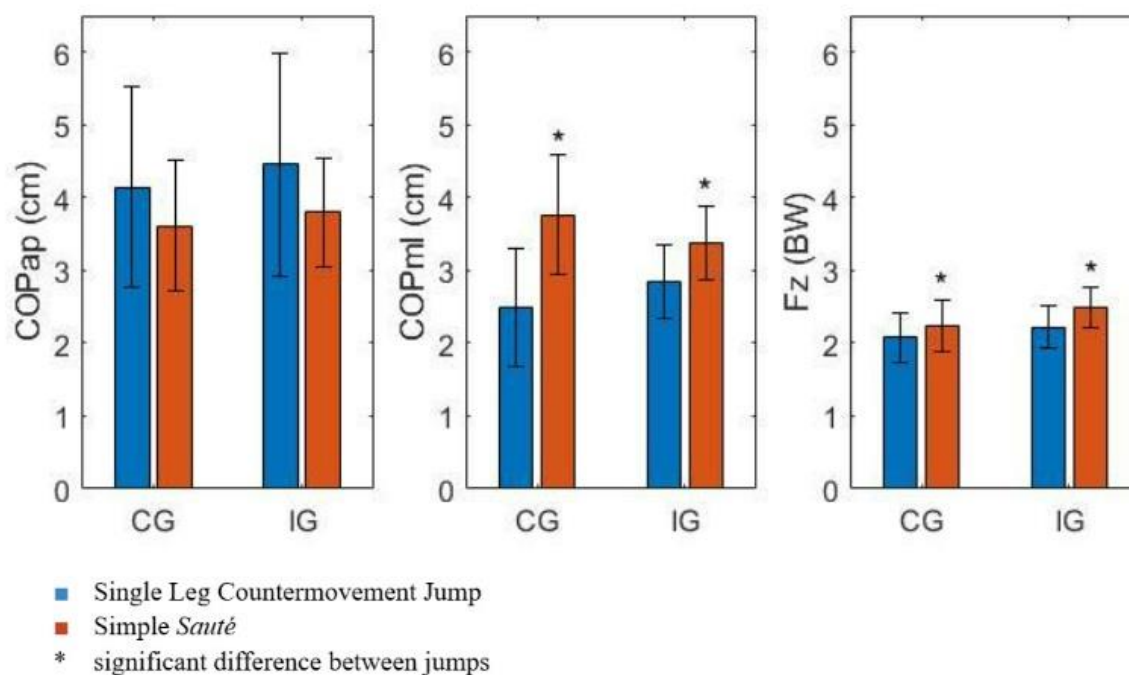 COPap (cm)
6
5
4
3
2
1
0
CG IG
COPml (cm)
6
5
4
3
2
1
0
* *
CG IG
Fz (BW)
6
5
4
3
2
1
0
* *
CG IG
Single Leg Countermovement Jump
Simple Sauté
* significant difference between jumps